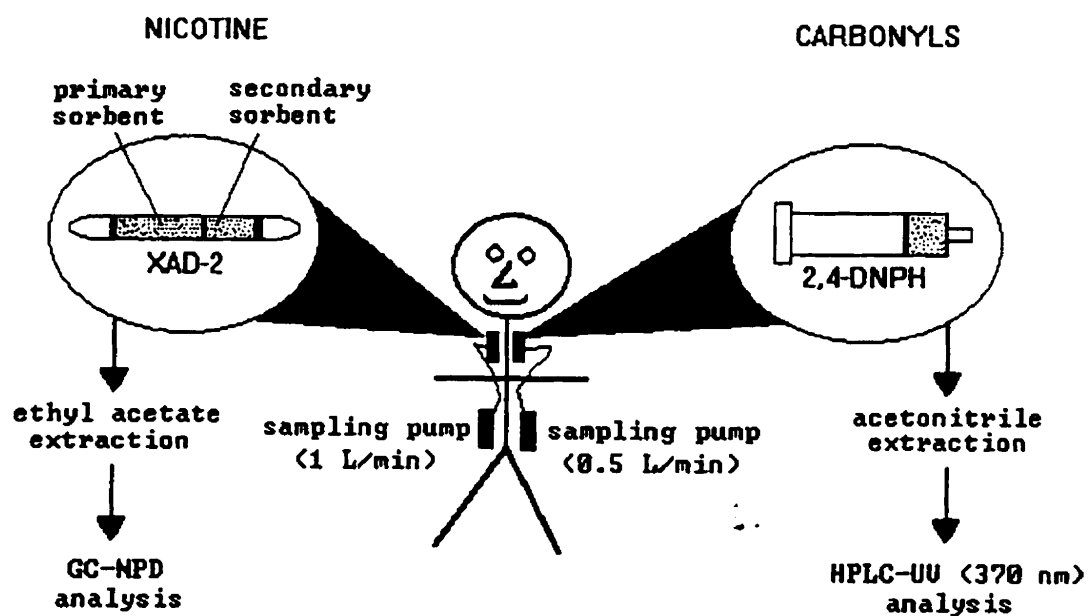 NICOTINE
CARBONYLS
primary
sorbent
secondary
sorbent
XAD-2
2,4-DNPH
ethyl acetate
extraction
sampling pump
(1 L/min)
sampling pump
(0.5 L/min)
acetonitrile
extraction
GC-NPD
analysis
HPLC-UV (370 nm)
analysis